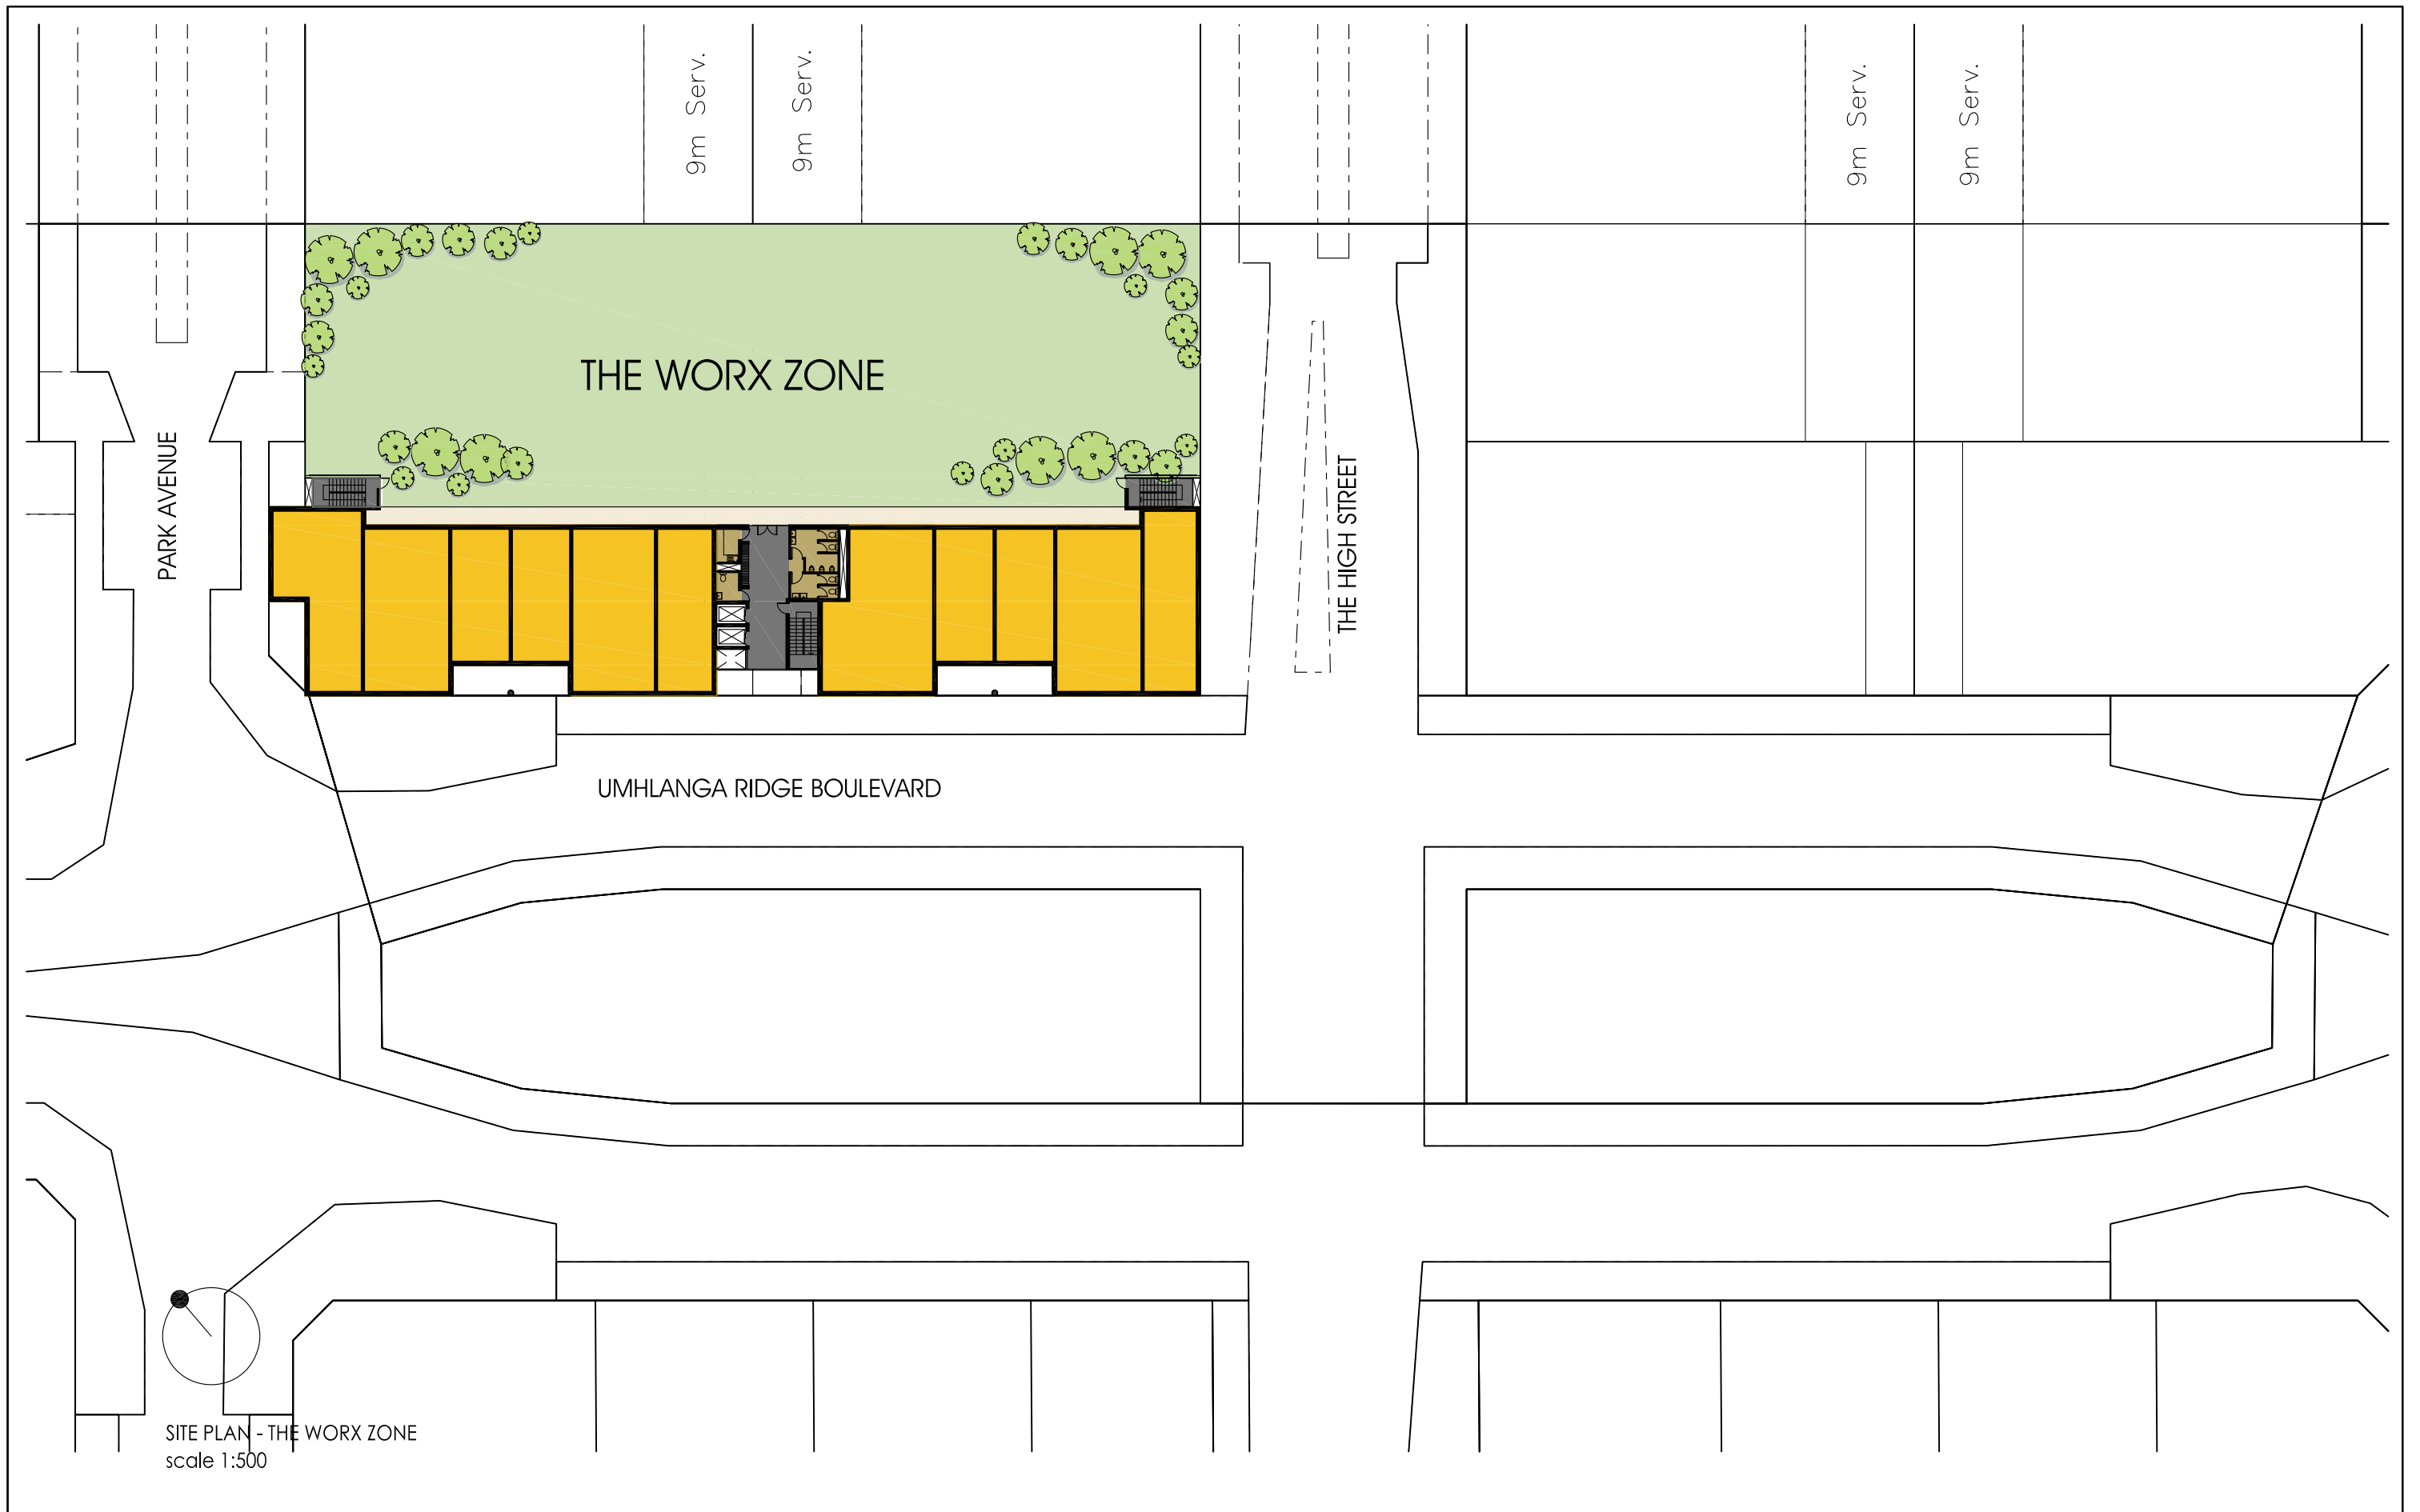 9m Serv.
9m Serv.
9m Serv.
9m Serv.
THE WORX ZONE
PARK AVENUE
THE HIGH STREET
UMHLANGA RIDGE BOULEVARD
SITE PLAN - THE WORX ZONE
scale 1:500